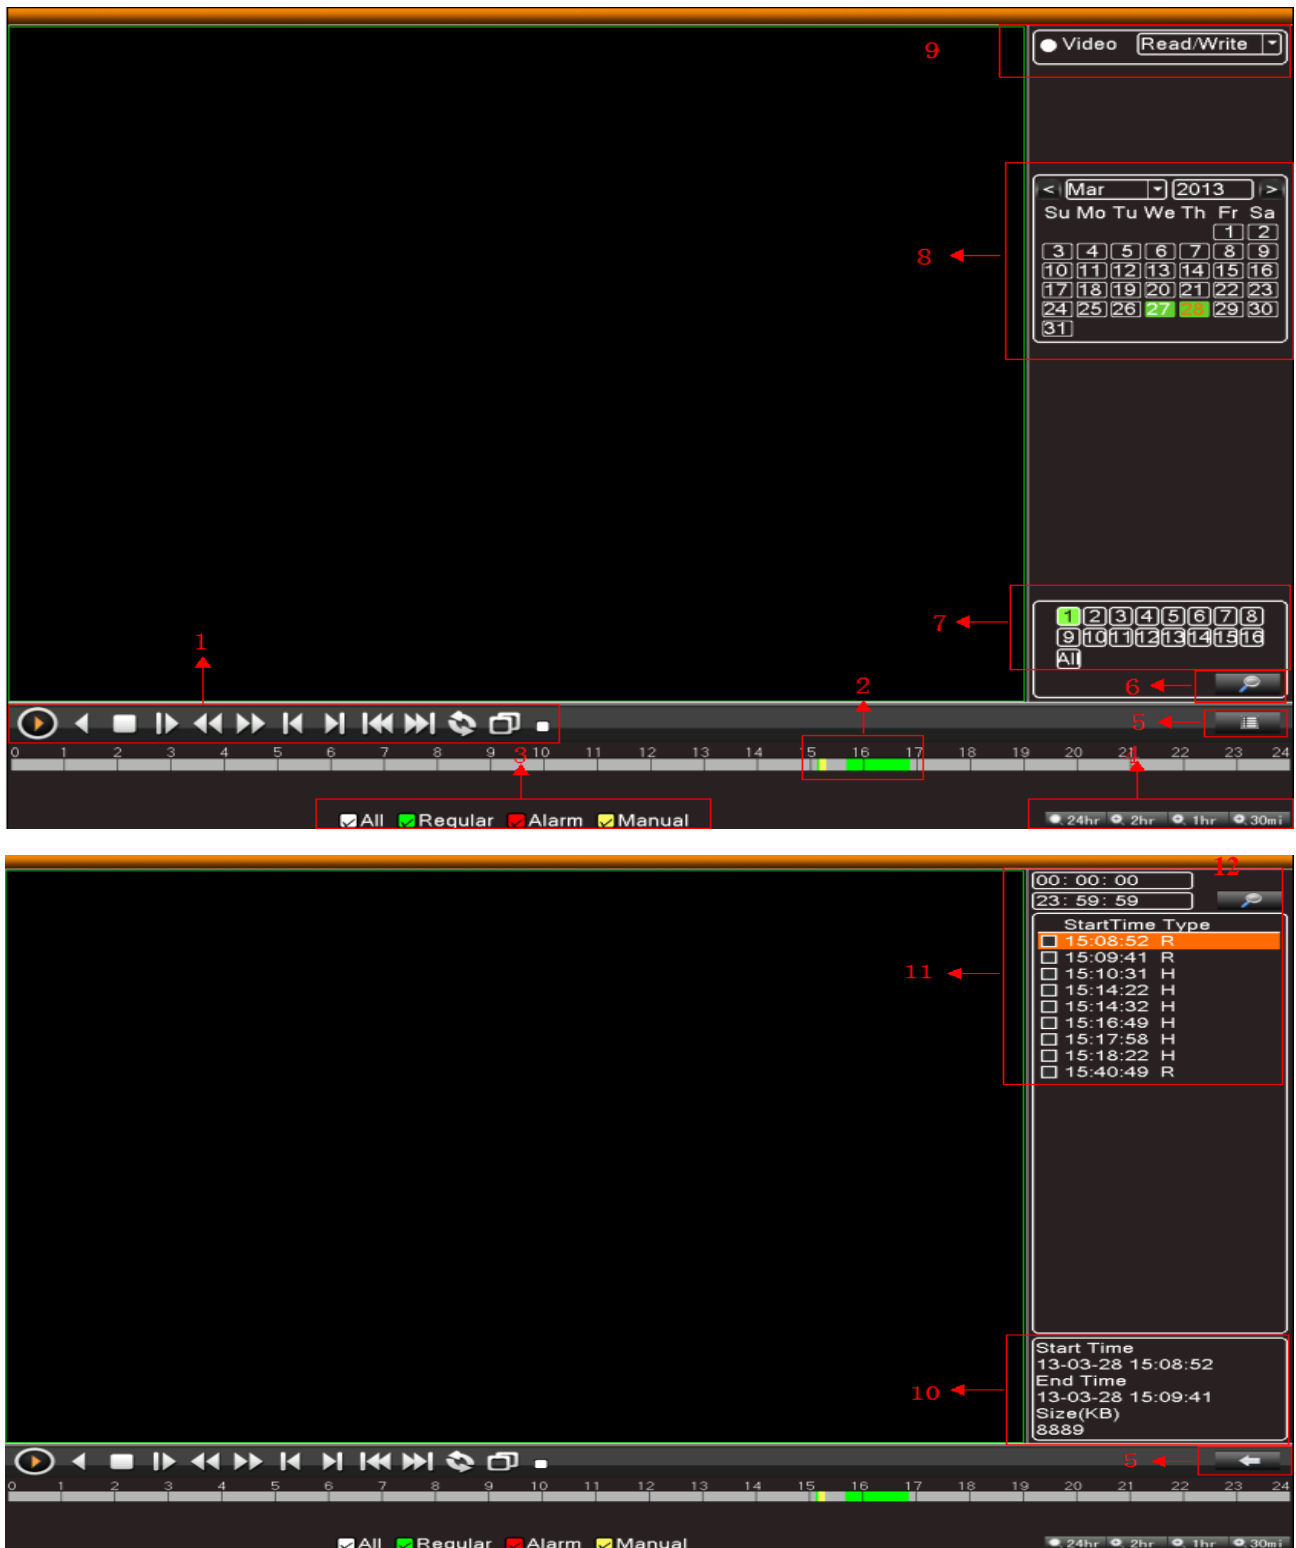 9
Video Read/Write
< Mar 2013 >
Su Mo Tu We Th Fr Sa
1 2
3 4 5 6 7 8 9
8
10 11 12 13 14 15 16
17 18 19 20 21 22 23
24 25 26 27 28 29 30
31
7
1 2 3 4 5 6 7 8
9 10 11 12 13 14 15 16
All
1
2
6
5
0 1 2 3 4 5 6 7 8 9 10 11 12 13 14 15 16 17 18 19 20 21 22 23 24
3
4
All Regular Alarm Manual
24hr 2hr 1hr 30mi
12
00: 00: 00
23: 59: 59
StartTime Type
15:08:52 R
15:09:41 R
11
15:10:31 H
15:14:22 H
15:14:32 H
15:16:49 H
15:17:58 H
15:18:22 H
15:40:49 R
Start Time
13-03-28 15:08:52
End Time
10
13-03-28 15:09:41
Size(KB)
8889
5
0 1 2 3 4 5 6 7 8 9 10 11 12 13 14 15 16 17 18 19 20 21 22 23 24
All Regular Alarm Manual
24hr 2hr 1hr 30mi